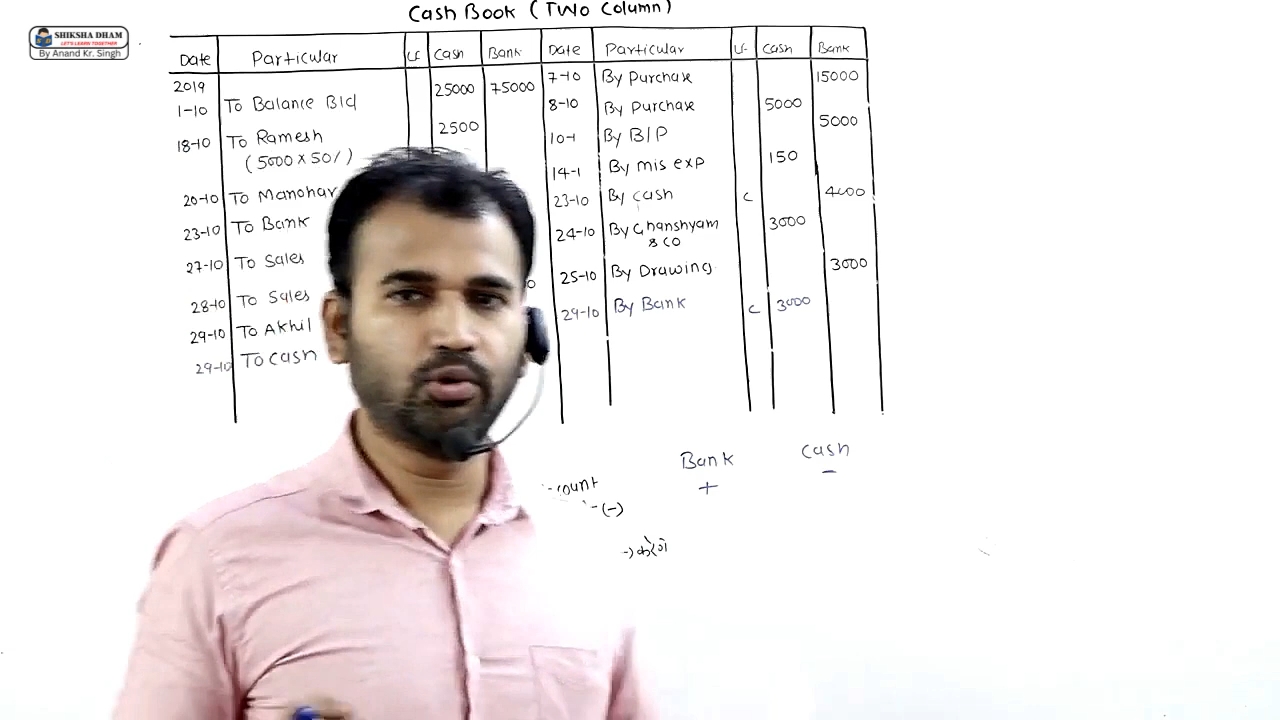 SHIKSHA DHAM
LET'S LEARN TOGETHER
By Anand Kr. Singh
Cash Book (Two Column)
Date Particular LF Cash Bank Date Particular LF Cash Bank
2019 7-10 By Purchase 15000
1-10 To Balance B/d 25000 75000 8-10 By Purchase 5000
18-10 To Ramesh 2500 10-1 By B/P 5000
(5000 x 50%)
14-1 By mis exp 150
20-10 To Manohar 23-10 By Cash C 4000
23-10 To Bank 24-10 By Ghanshyam 3000
& CO
27-10 To Sales 25-10 By Drawing. 3000
28-10 To Sales 29-10 By Bank C 3000
29-10 To Akhil
29-10 To Cash
Bank Cash
+ -
count
(-)